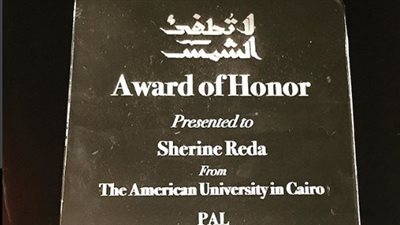 لا تطفئ
الشمس
Award of Honor
Presented to
Sherine Reda
From
The American University in Cairo
PAL